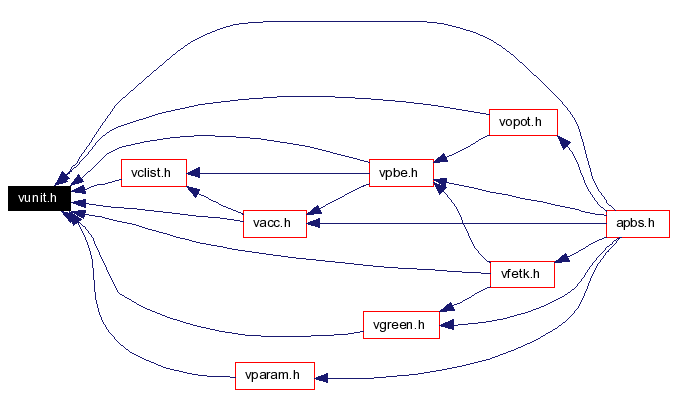 vopot.h
vclist.h
vpbe.h
vunit.h
vacc.h
apbs.h
vfetk.h
vgreen.h
vparam.h